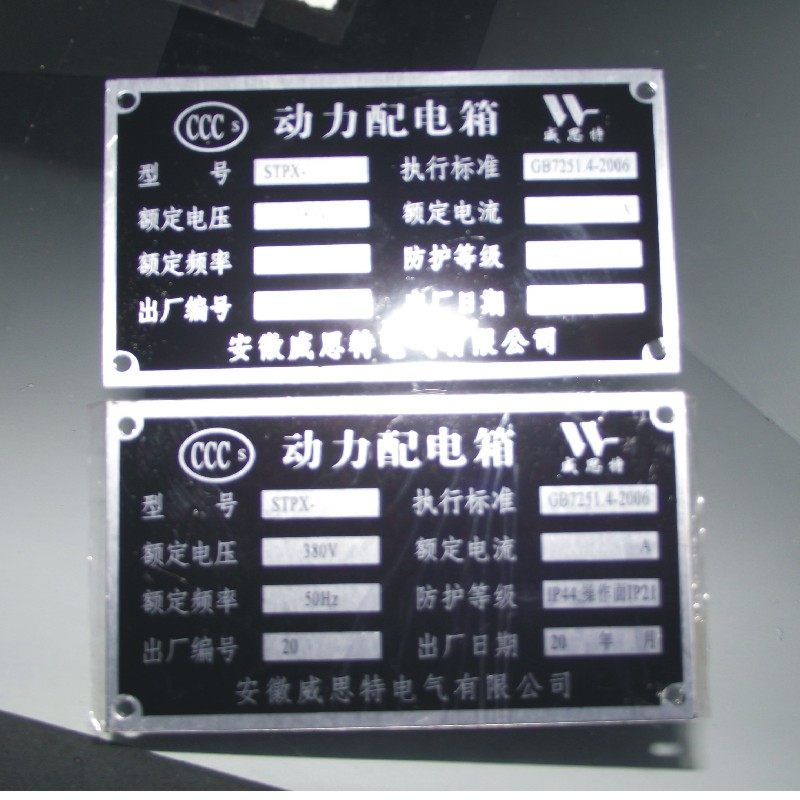 CCC S 动力配电箱 威思特
型 号 STPX- 执行标准 GB7251.4-2006
额定电压 额定电流 A
额定频率 防护等级
出厂编号 出厂日期
安徽威思特电气有限公司
CCC S 动力配电箱 威思特
型 号 STPX- 执行标准 GB7251.4-2006
额定电压 380V 额定电流 A
额定频率 50Hz 防护等级 IP44,操作面IP21
出厂编号 20 出厂日期 20 年 月
安徽威思特电气有限公司